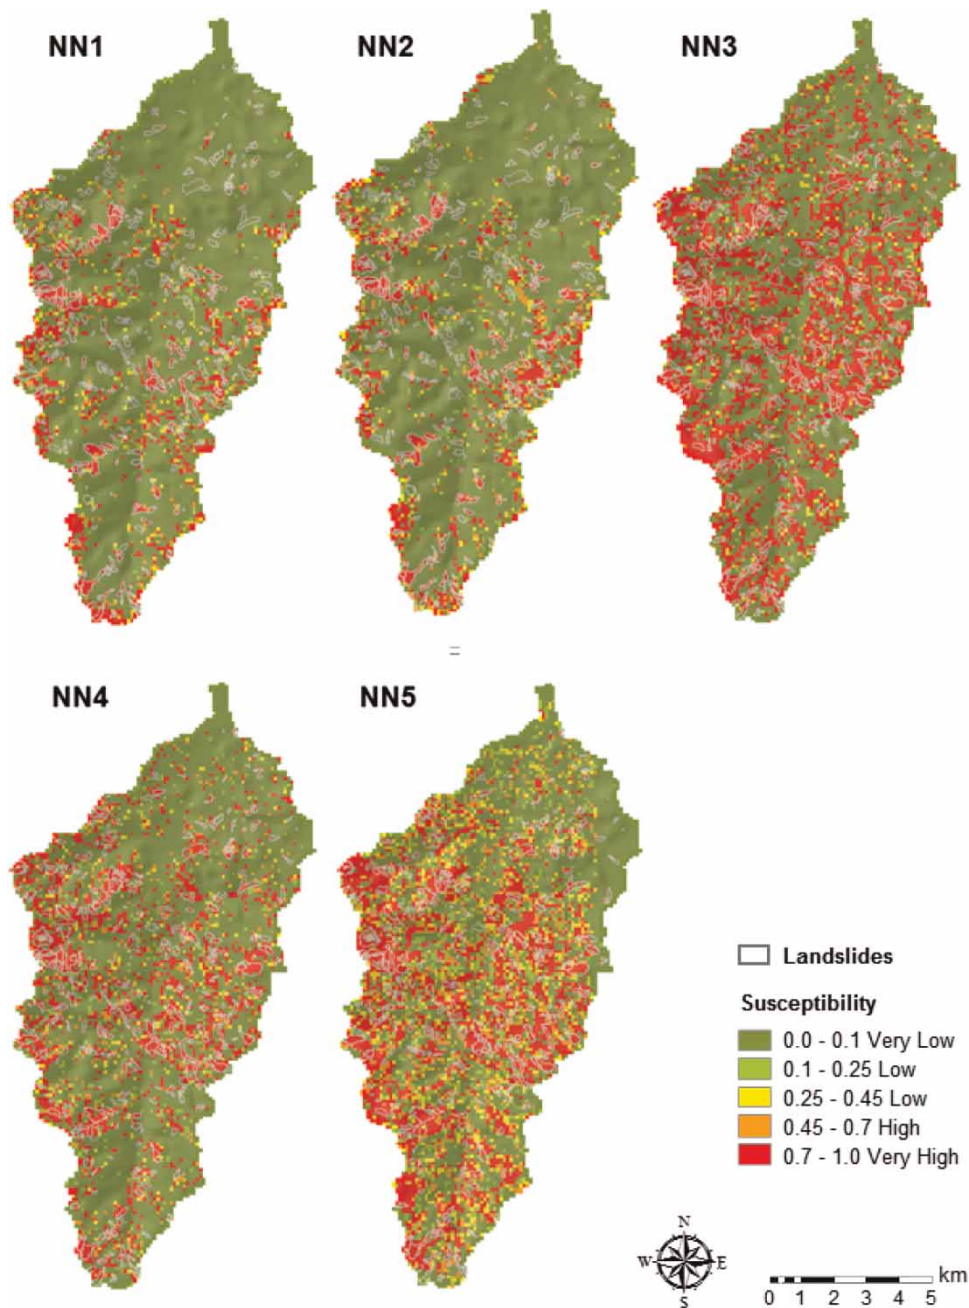 NN1
NN2
NN3
NN4
NN5
Landslides
Susceptibility
0.0 - 0.1 Very Low
0.1 - 0.25 Low
0.25 - 0.45 Low
0.45 - 0.7 High
0.7 - 1.0 Very High
N
W E
S
km
0 1 2 3 4 5